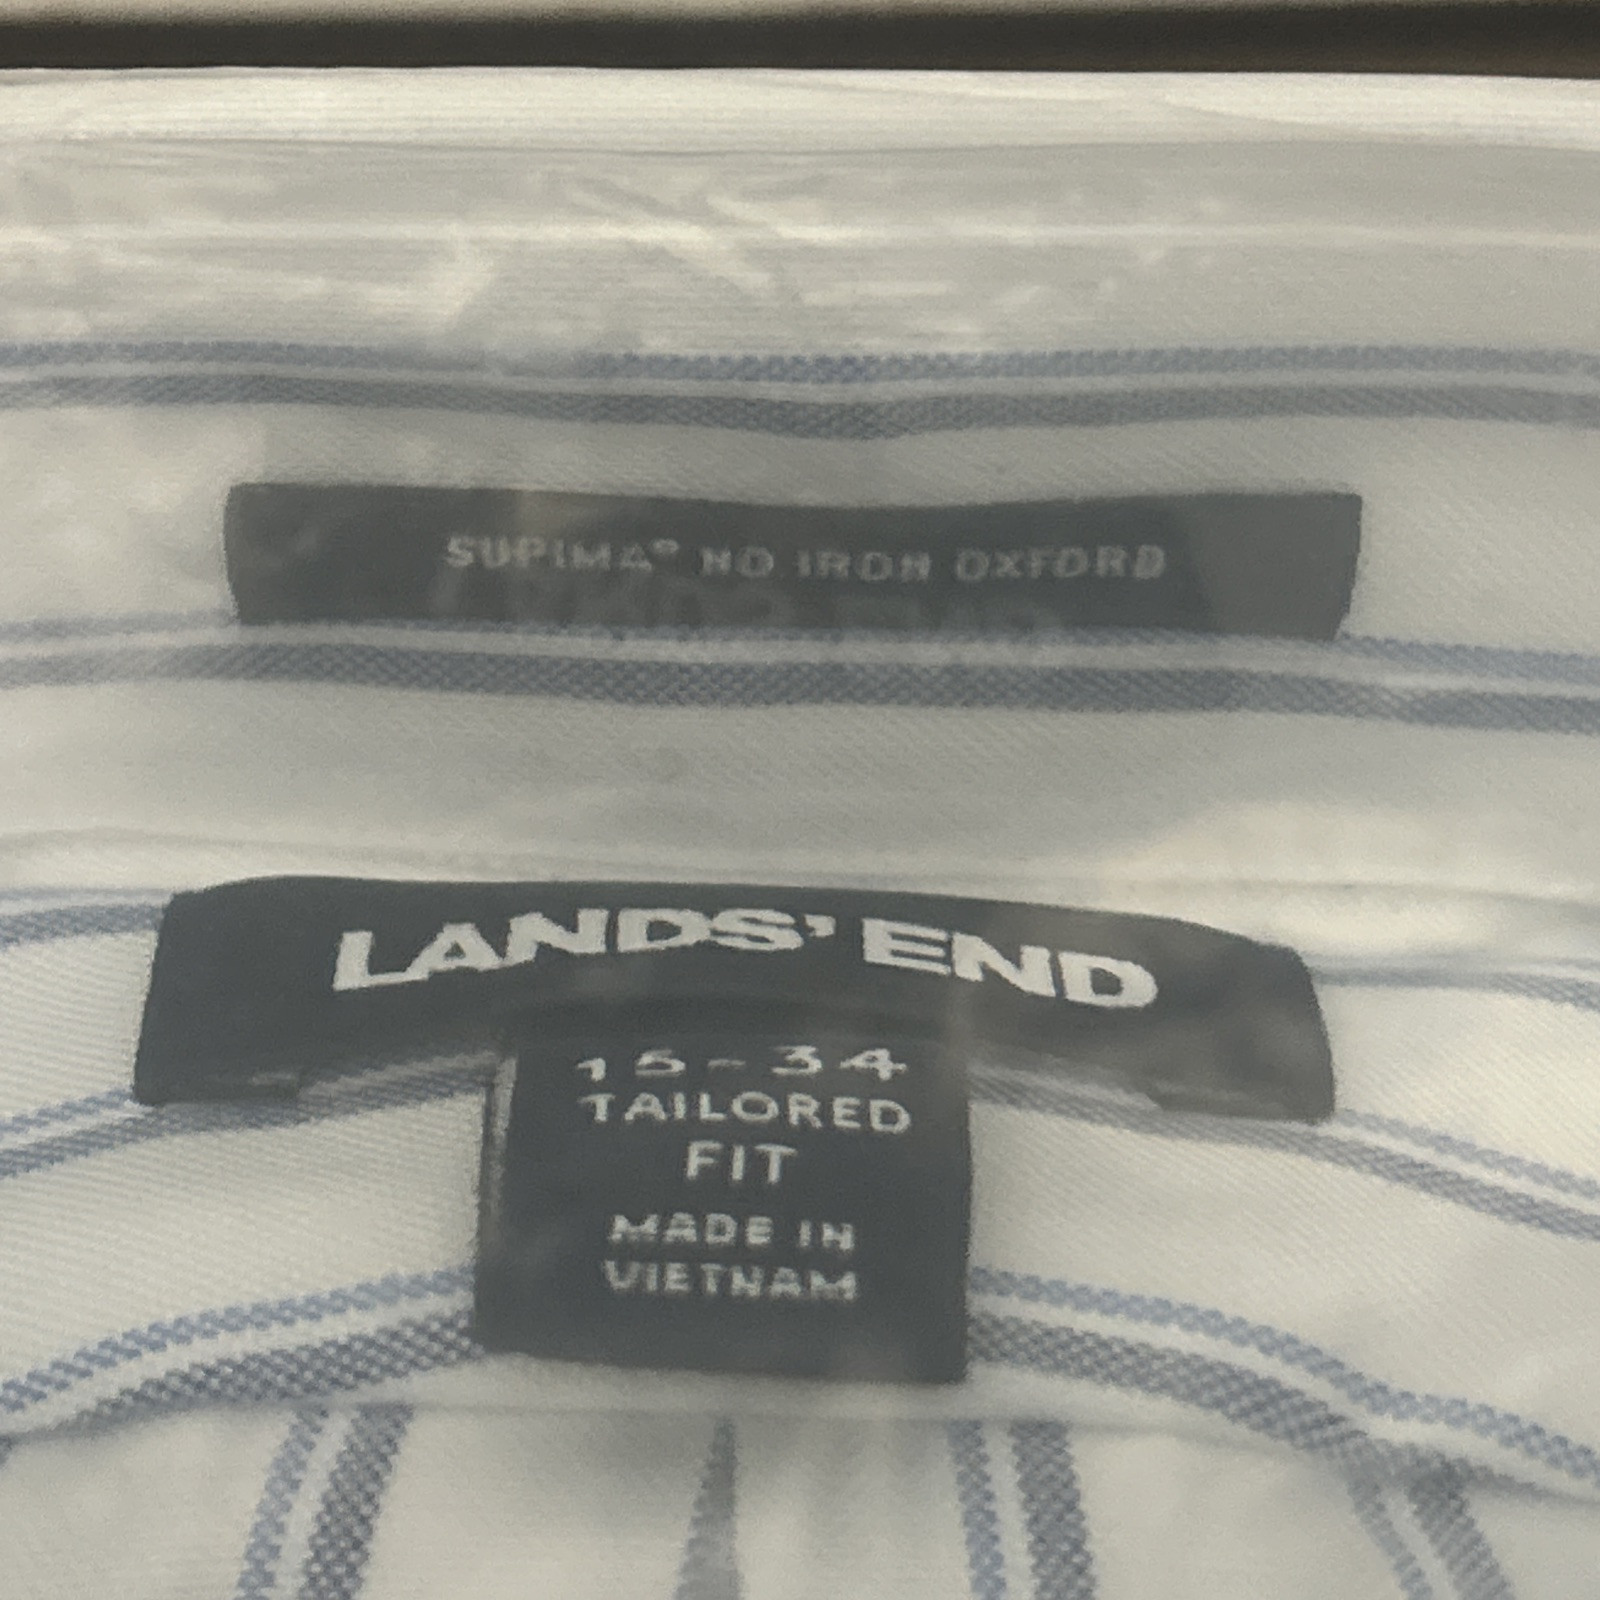 SUPIMA® NO IRON OXFORD
LANDS' END
15-34
TAILORED
FIT
MADE IN
VIETNAM